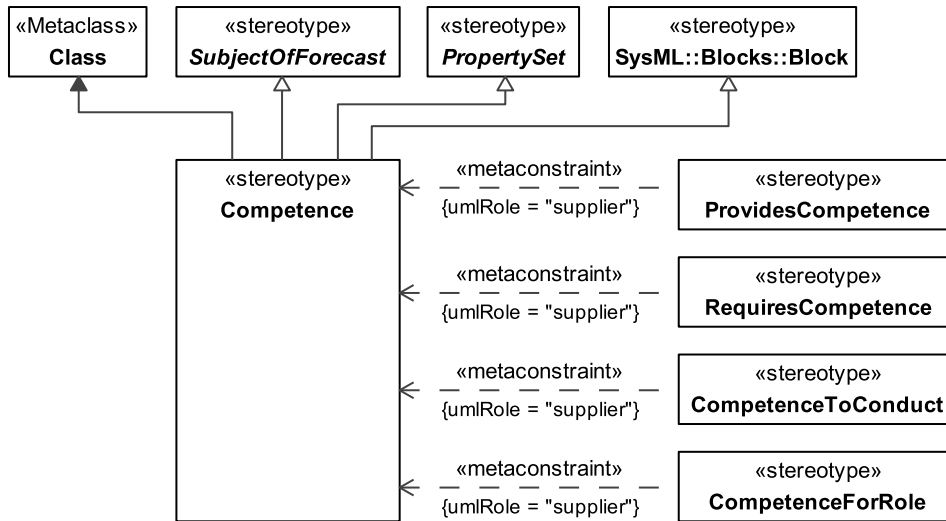 «Metaclass»
Class
«stereotype»
SubjectOfForecast
«stereotype»
PropertySet
«stereotype»
SysML::Blocks::Block
«stereotype»
Competence
«metaconstraint»
{umlRole = "supplier"}
«stereotype»
ProvidesCompetence
«metaconstraint»
{umlRole = "supplier"}
«stereotype»
RequiresCompetence
«metaconstraint»
{umlRole = "supplier"}
«stereotype»
CompetenceToConduct
«metaconstraint»
{umlRole = "supplier"}
«stereotype»
CompetenceForRole